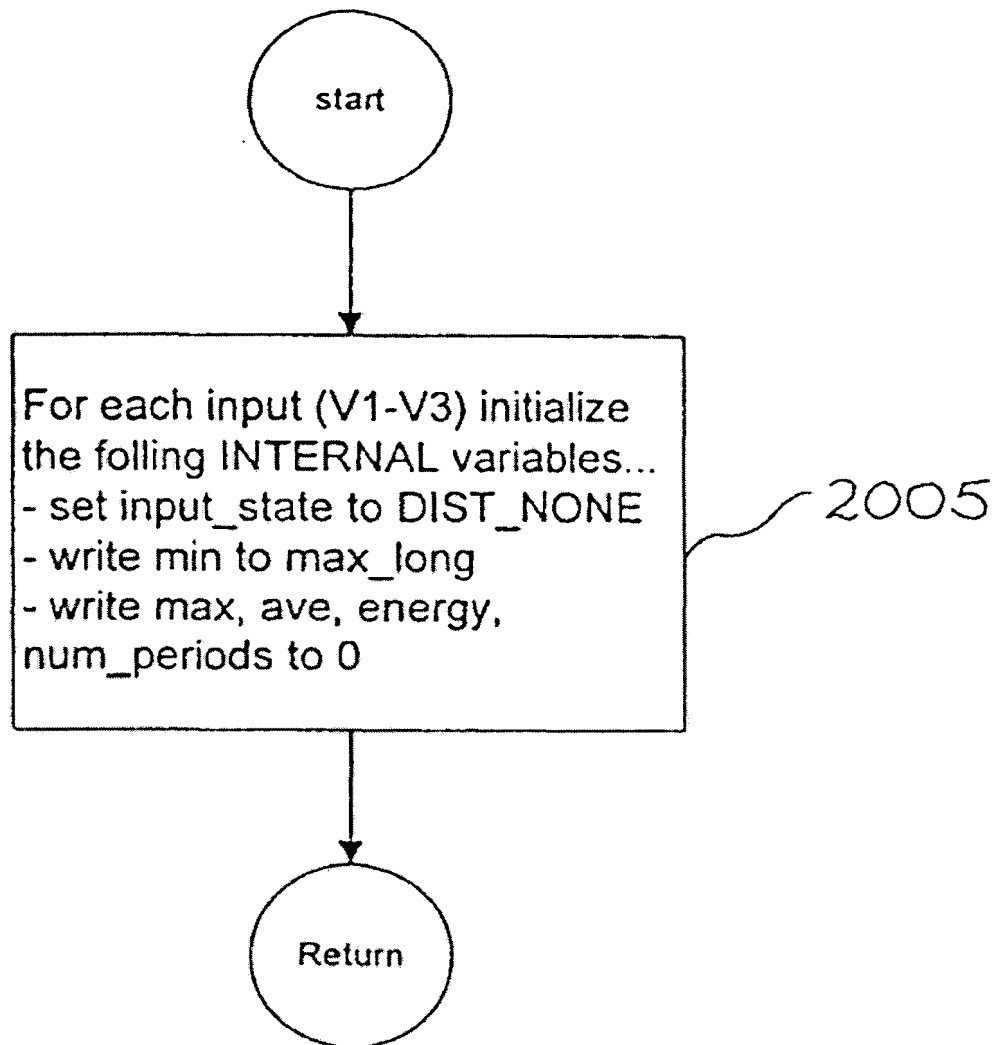 start
For each input (V1-V3) initialize
the folling INTERNAL variables...
- set input_state to DIST_NONE
- write min to max_long
- write max, ave, energy,
num_periods to 0
2005
Return